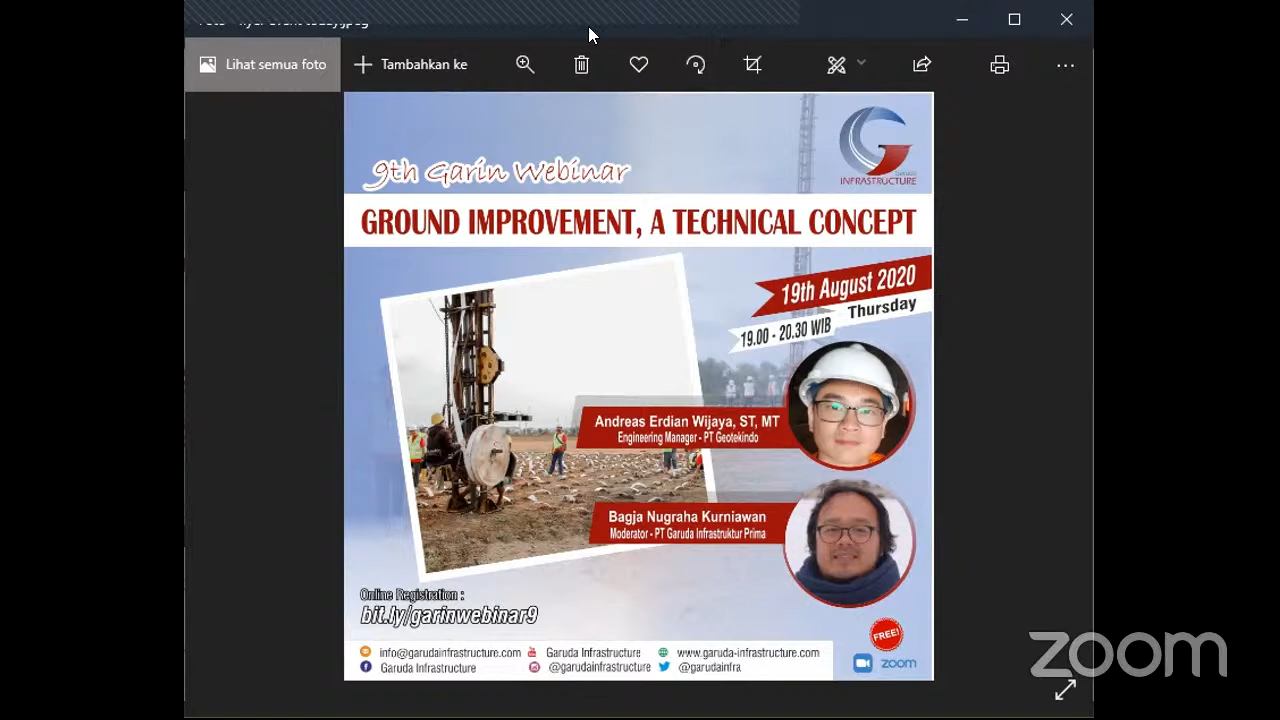 Lihat semua foto
Tambahkan ke
9th Garin Webinar
INFRASTRUCTURE
GROUND IMPROVEMENT, A TECHNICAL CONCEPT
19th August 2020
Thursday
19.00 - 20.30 WIB
Andreas Erdian Wijaya, ST, MT
Engineering Manager - PT Geotekindo
Bagja Nugraha Kurniawan
Moderator - PT Garuda Infrastruktur Prima
Online Registration :
bit.ly/garinwebinar9
FREE!
info@garudainfrastructure.com Garuda Infrastructure www.garuda-infrastructure.com
Garuda Infrastructure @garudainfrastructure @garudainfra
zoom
zoom